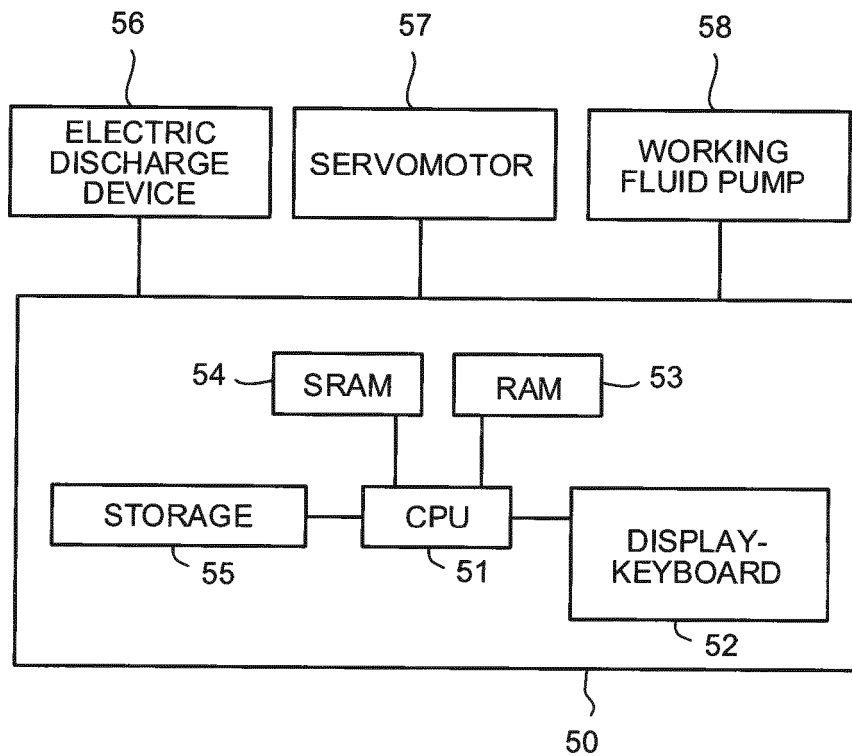 56
57
58
ELECTRIC
DISCHARGE
DEVICE
SERVOMOTOR
WORKING
FLUID PUMP
54
SRAM
RAM
53
STORAGE
CPU
DISPLAY-
KEYBOARD
55
51
52
50